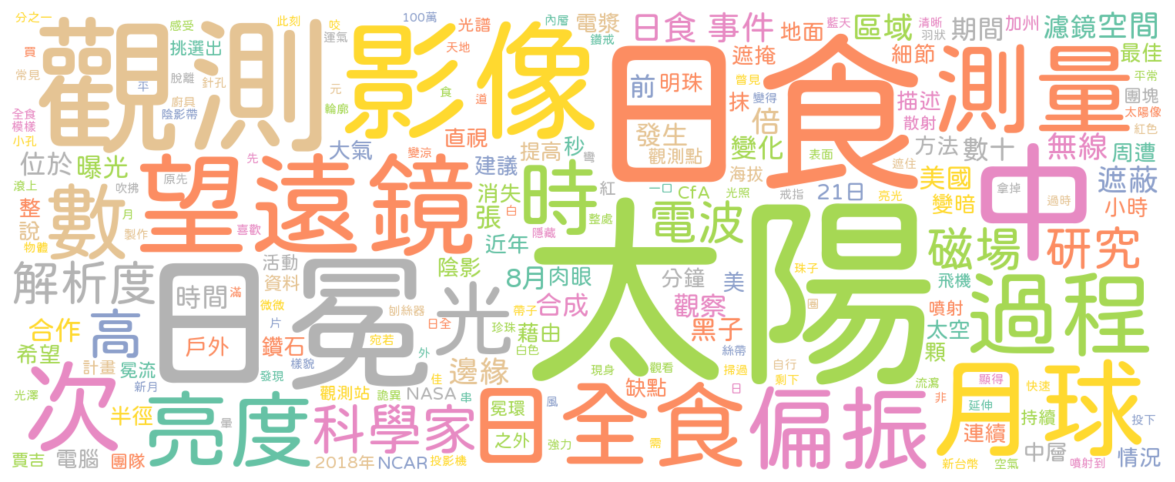 分之一 感受 此刻 咬 100萬 光譜 內層 電漿 日食 事件 藍天 區域 清晰 期間 加州 濾鏡 空間
買 挑選出 運氣 天地 鑽戒 地面 羽狀 最佳
觀測 影像 日食 測量
常見 脫離 針孔 元 食 遮掩 前 明珠 曾見 細節 平常
廚具 平 輪廓 道 抹 倍 變得 描述 團塊
全食 陰影帶 直視 發生 散射 太陽像
模樣 小孔 大氣 變涼 提高 秒 彎 觀測點 變化 表面 方法 數十 無線 紅色 周遭
位於 曝光 先 建議 海拔 遮住 美國 遮蔽
滾上 吹拂 原先 望遠鏡 消失 時 紅 一口 CfA 光照 戒指 21日 亮光 變暗 中 拿掉 過時 小時
整 數 月 張 白 整處
說 物體 製作 喜歡 近年 隱藏 電波 磁場 研究
解析度 時間 滿 活動 日冕 光 陰影 8月 肉眼 分鐘 美 太陽 珠子 飛機 過程
資料 合成 觀察 圈 噴射
微微 刨絲器 帶子 太空
合作 高 片 日全 珍珠 藉由 黑子 顆
希望 戶外 鑽石 樣貌 宛若 白色 絲帶
計畫 冕流 發現 外 邊緣 現身 觀看 掃過 自行 流瀉 顯得 快速
光澤 新月 觀測站 詭異 佳 NASA 串 缺點 日 剩下 非 延伸 投下
次 半徑 亮度 暈 科學家 冕環 風 日全食 偏振 月球 持續
賈吉 電腦 團隊 之外 連續 中層 情況
2018年 NCAR 投影機 強力 需 新台幣 空氣 噴射到